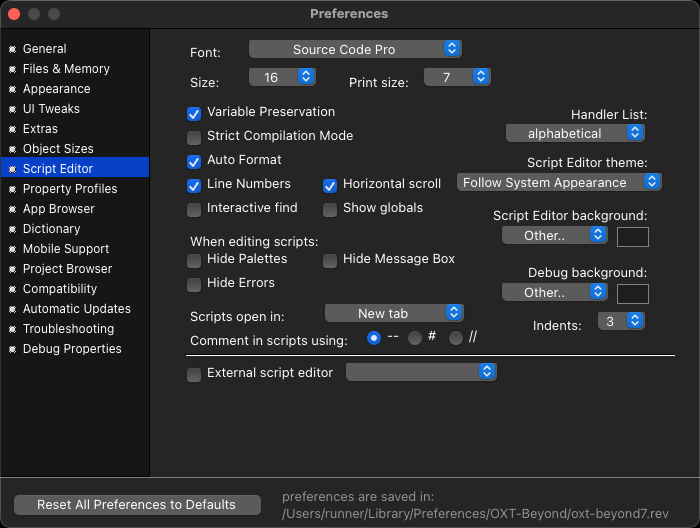 Preferences
General
Files & Memory
Appearance
UI Tweaks
Extras
Object Sizes
Script Editor
Property Profiles
App Browser
Dictionary
Mobile Support
Project Browser
Compatibility
Automatic Updates
Troubleshooting
Debug Properties
Font: Source Code Pro
Size: 16 Print size: 7
Variable Preservation
Strict Compilation Mode
Auto Format
Line Numbers Horizontal scroll
Interactive find Show globals
Handler List:
alphabetical
Script Editor theme:
Follow System Appearance
Script Editor background:
Other..
Debug background:
Other..
Indents: 3
When editing scripts:
Hide Palettes Hide Message Box
Hide Errors
Scripts open in: New tab
Comment in scripts using: -- # //
External script editor
Reset All Preferences to Defaults
preferences are saved in:
/Users/runner/Library/Preferences/OXT-Beyond/oxt-beyond7.rev